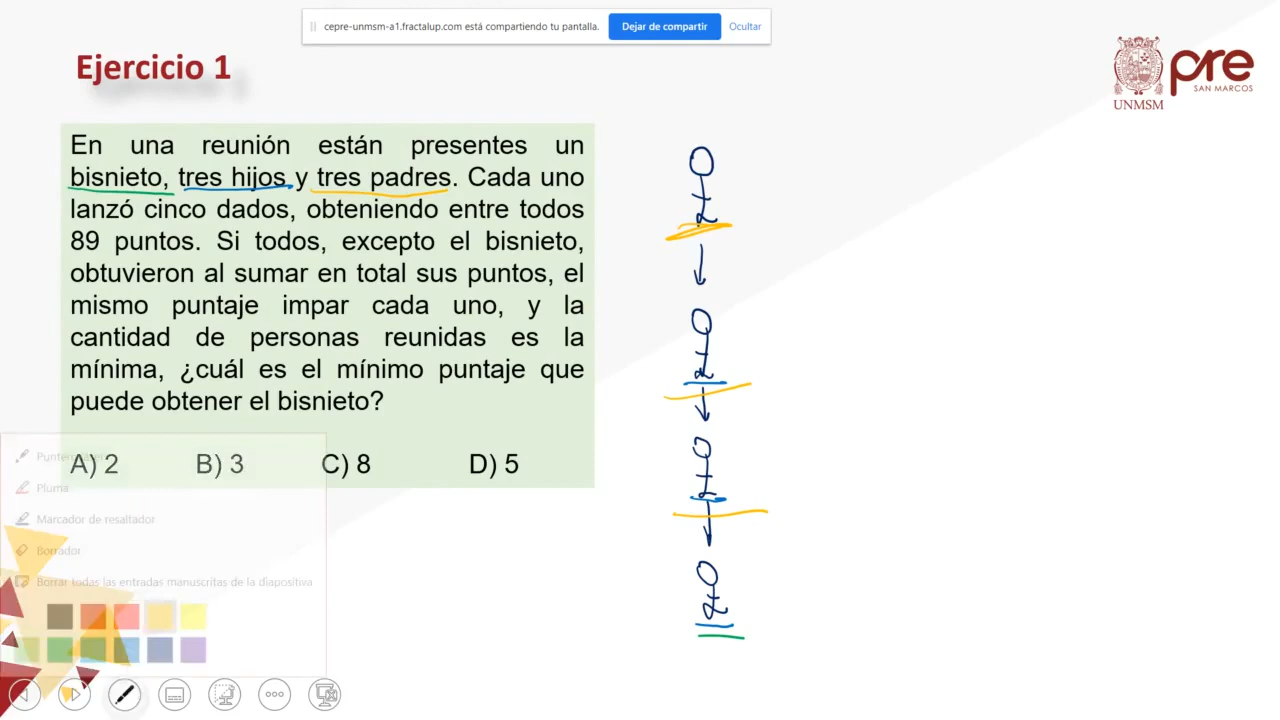 cepre-unmsm-a1.fractalup.com está compartiendo tu pantalla. Dejar de compartir Ocultar
Ejercicio 1
pre
SAN MARCOS
UNMSM
En una reunión están presentes un
bisnieto, tres hijos y tres padres. Cada uno
lanzó cinco dados, obteniendo entre todos
89 puntos. Si todos, excepto el bisnieto,
obtuvieron al sumar en total sus puntos, el
mismo puntaje impar cada uno, y la
cantidad de personas reunidas es la
mínima, ¿cuál es el mínimo puntaje que
puede obtener el bisnieto?
A) 2 B) 3 C) 8 D) 5
Pluma
Marcador de resaltador
Borrador
Borrar todas las entradas manuscritas de la diapositiva